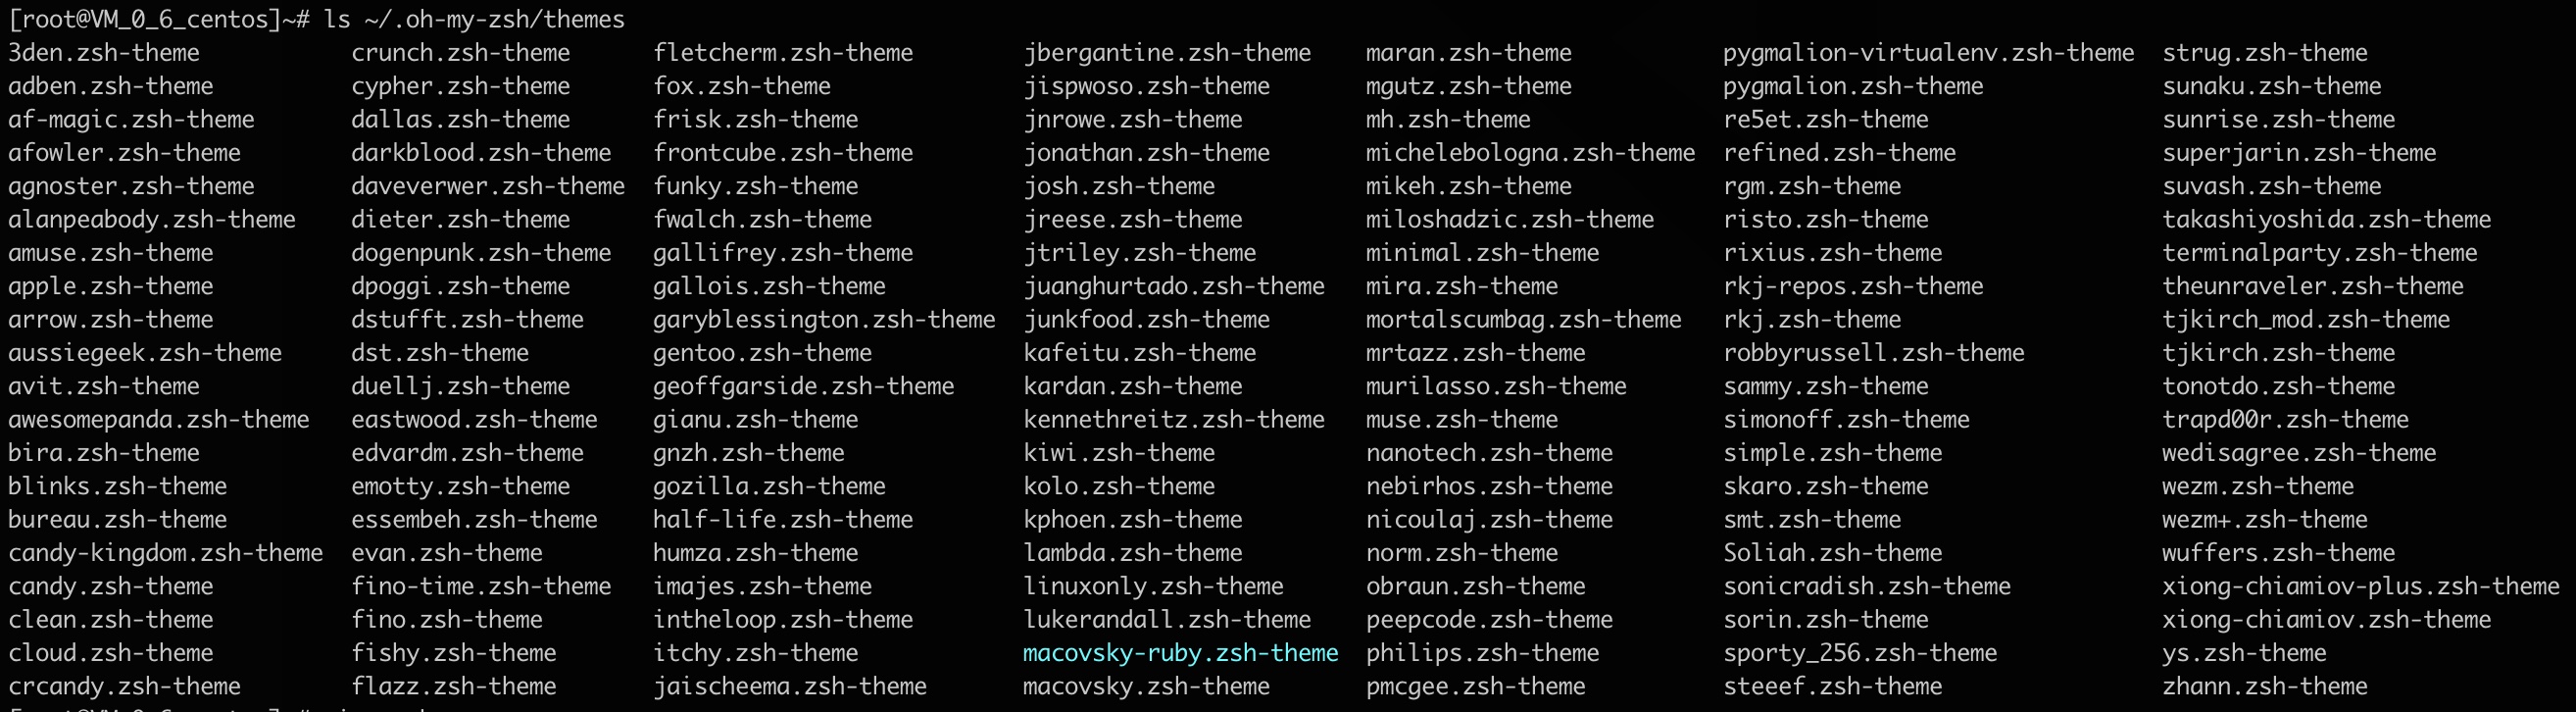 [root@VM_0_6_centos]~# ls ~/.oh-my-zsh/themes
3den.zsh-theme crunch.zsh-theme fletcherm.zsh-theme jbergantine.zsh-theme maran.zsh-theme pygmalion-virtualenv.zsh-theme strug.zsh-theme
adben.zsh-theme cypher.zsh-theme fox.zsh-theme jispwoso.zsh-theme mgutz.zsh-theme pygmalion.zsh-theme sunaku.zsh-theme
af-magic.zsh-theme dallas.zsh-theme frisk.zsh-theme jnrowe.zsh-theme mh.zsh-theme re5et.zsh-theme sunrise.zsh-theme
afowler.zsh-theme darkblood.zsh-theme frontcube.zsh-theme jonathan.zsh-theme michelebologna.zsh-theme refined.zsh-theme superjarin.zsh-theme
agnoster.zsh-theme daveverwer.zsh-theme funky.zsh-theme josh.zsh-theme mikeh.zsh-theme rgm.zsh-theme suvash.zsh-theme
alanpeabody.zsh-theme dieter.zsh-theme fwalch.zsh-theme jreese.zsh-theme miloshadzic.zsh-theme risto.zsh-theme takashiyoshida.zsh-theme
amuse.zsh-theme dogenpunk.zsh-theme gallifrey.zsh-theme jtriley.zsh-theme minimal.zsh-theme rixius.zsh-theme terminalparty.zsh-theme
apple.zsh-theme dpoggi.zsh-theme gallois.zsh-theme juanghurtado.zsh-theme mira.zsh-theme rkj-repos.zsh-theme theunraveler.zsh-theme
arrow.zsh-theme dstufft.zsh-theme garyblessington.zsh-theme junkfood.zsh-theme mortalscumbag.zsh-theme rkj.zsh-theme tjkirch_mod.zsh-theme
aussiegeek.zsh-theme dst.zsh-theme gentoo.zsh-theme kafeitu.zsh-theme mrtazz.zsh-theme robbyrussell.zsh-theme tjkirch.zsh-theme
avit.zsh-theme duellj.zsh-theme geoffgarside.zsh-theme kardan.zsh-theme murilasso.zsh-theme sammy.zsh-theme tonotdo.zsh-theme
awesomepanda.zsh-theme eastwood.zsh-theme gianu.zsh-theme kennethreitz.zsh-theme muse.zsh-theme simonoff.zsh-theme trapd00r.zsh-theme
bira.zsh-theme edvardm.zsh-theme gnzh.zsh-theme kiwi.zsh-theme nanotech.zsh-theme simple.zsh-theme wedisagree.zsh-theme
blinks.zsh-theme emotty.zsh-theme gozilla.zsh-theme kolo.zsh-theme nebirhos.zsh-theme skaro.zsh-theme wezm.zsh-theme
bureau.zsh-theme essembeh.zsh-theme half-life.zsh-theme kphoen.zsh-theme nicoulaj.zsh-theme smt.zsh-theme wezm+.zsh-theme
candy-kingdom.zsh-theme evan.zsh-theme humza.zsh-theme lambda.zsh-theme norm.zsh-theme Soliah.zsh-theme wuffers.zsh-theme
candy.zsh-theme fino-time.zsh-theme imajes.zsh-theme linuxonly.zsh-theme obraun.zsh-theme sonicradish.zsh-theme xiong-chiamiov-plus.zsh-theme
clean.zsh-theme fino.zsh-theme intheloop.zsh-theme lukerandall.zsh-theme peepcode.zsh-theme sorin.zsh-theme xiong-chiamiov.zsh-theme
cloud.zsh-theme fishy.zsh-theme itchy.zsh-theme macovsky-ruby.zsh-theme philips.zsh-theme sporty_256.zsh-theme ys.zsh-theme
crcandy.zsh-theme flazz.zsh-theme jaischeema.zsh-theme macovsky.zsh-theme pmcgee.zsh-theme steeef.zsh-theme zhann.zsh-theme